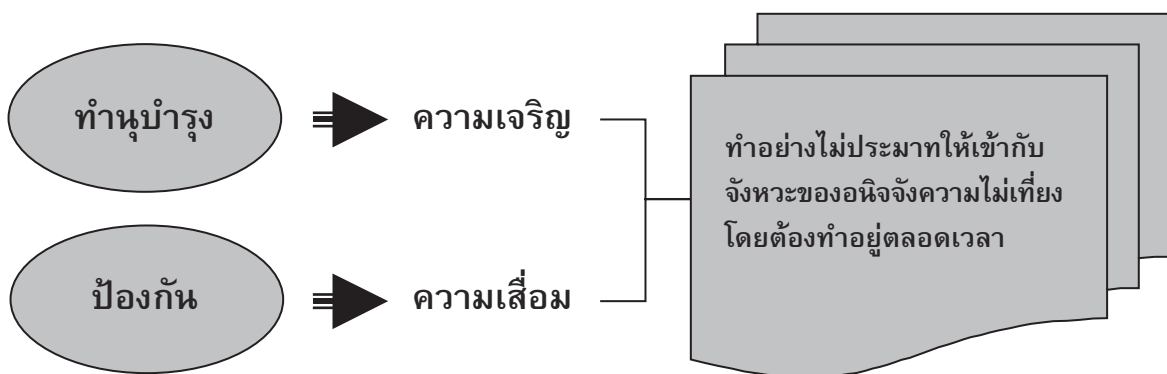 ทำนุบำรุง
ความเจริญ
ป้องกัน
ความเสื่อม
ทำอย่างไม่ประมาทให้เข้ากับ
จังหวะของอนิจจังความไม่เที่ยง
โดยต้องทำอยู่ตลอดเวลา